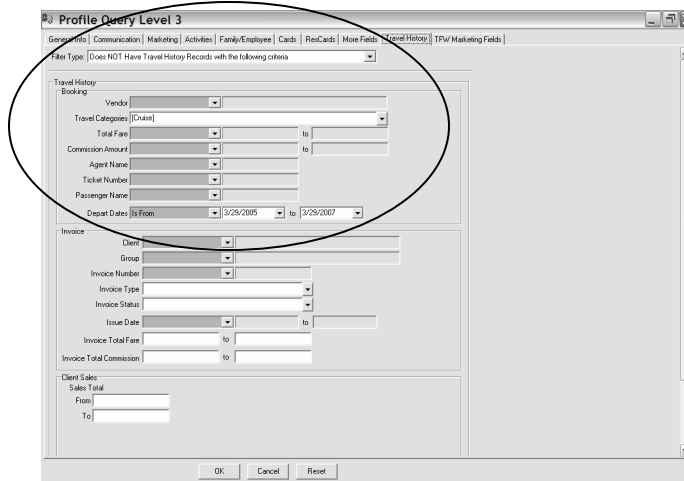 Profile Query Level 3
General Info Communication Marketing Activities Family/Employee Cards ResCards More Fields Travel History TFW Marketing Fields
Filter Type: Does NOT Have Travel History Records with the following criteria
Travel History
Booking
Vendor
Travel Categories [Cruise]
Total Fare to
Commission Amount to
Agent Name
Ticket Number
Passenger Name
Depart Dates Is From 3/29/2005 to 3/29/2007
Invoice
Client
Group
Invoice Number
Invoice Type
Invoice Status
Issue Date to
Invoice Total Fare to
Invoice Total Commission to
Client Sales
Sales Total
From
To
OK Cancel Reset